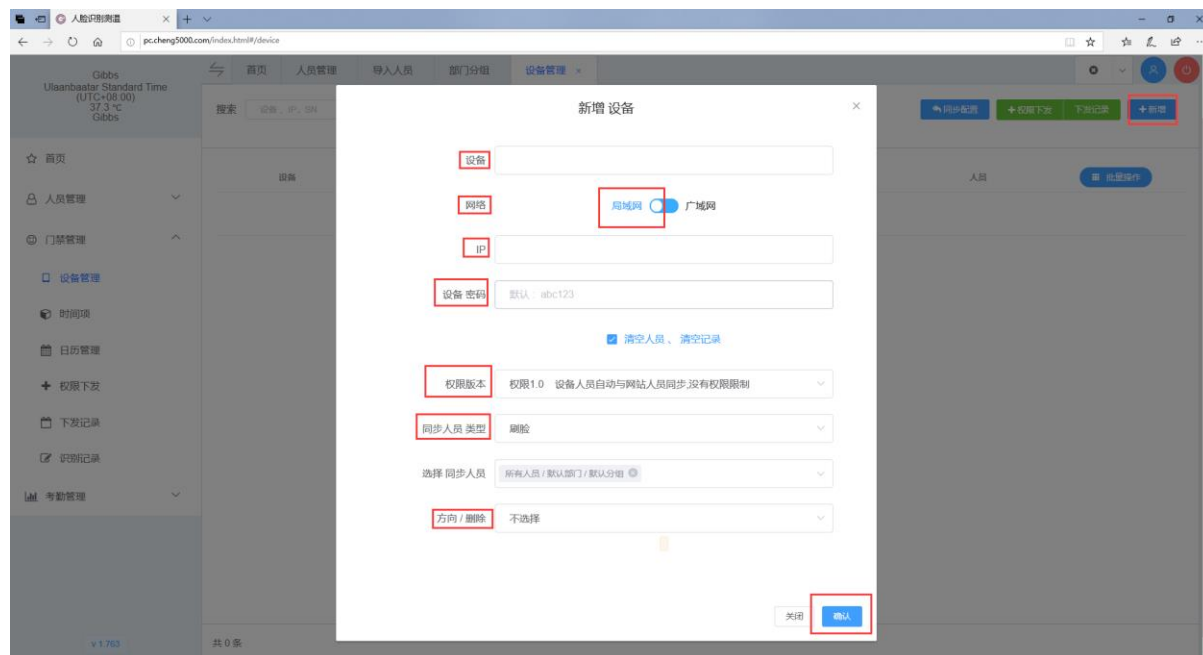 人脸识别测温
pc.cheng5000.com/index.html#/device
Gibbs
Ulaanbaatar Standard Time
(UTC+08:00)
37.3 ℃
Gibbs
首页 人员管理 导入人员 部门分组 设备管理
搜索 设备、IP、SN
同步配置 +权限下发 下发记录 +新增
设备 人员 批量操作
首页
人员管理
门禁管理
设备管理
时间项
日历管理
权限下发
下发记录
识别记录
考勤管理
v 1.763
共 0 条
新增 设备
设备
网络 局域网 广域网
IP
设备 密码 默认：abc123
清空人员 、 清空记录
权限版本 权限1.0 设备人员自动与网站人员同步,没有权限限制
同步人员 类型 刷脸
选择 同步人员 所有人员 / 默认部门 / 默认分组
方向 / 删除 不选择
关闭 确认